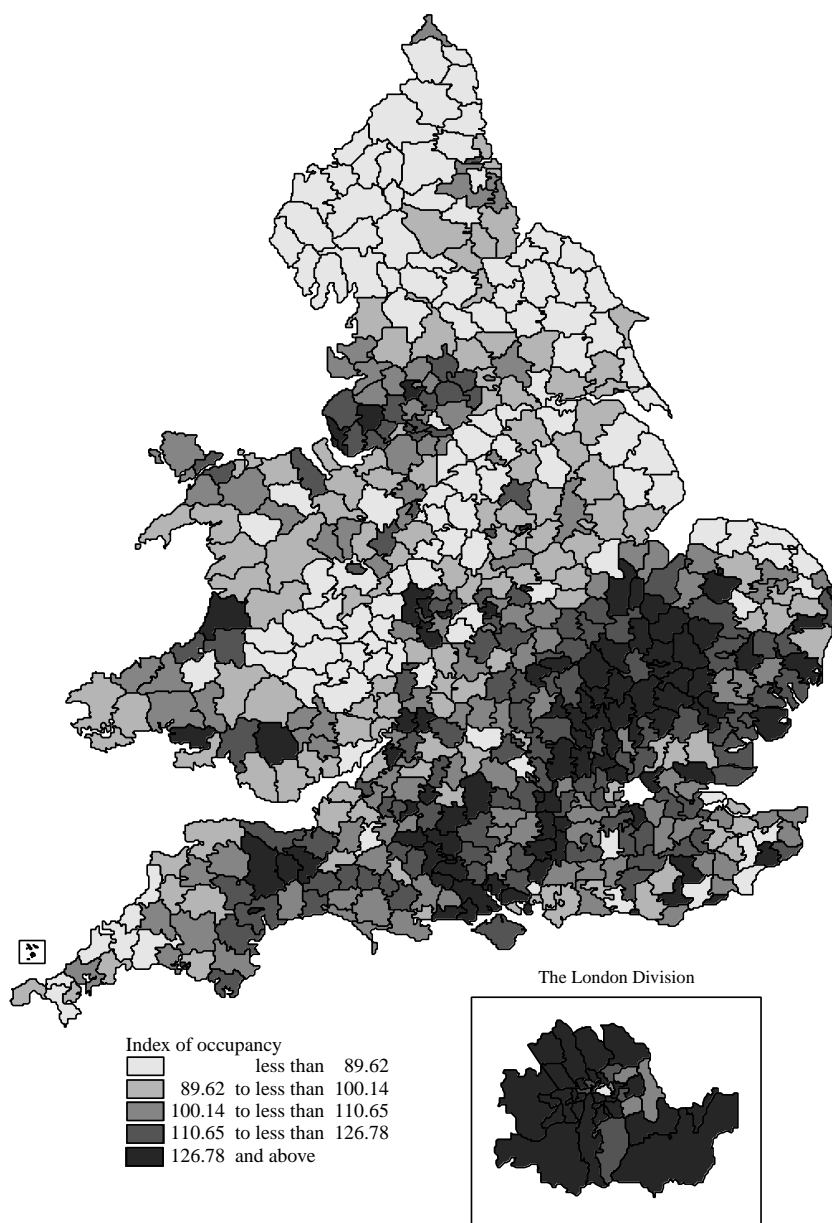 The London Division
Index of occupancy
less than 89.62
89.62 to less than 100.14
100.14 to less than 110.65
110.65 to less than 126.78
126.78 and above